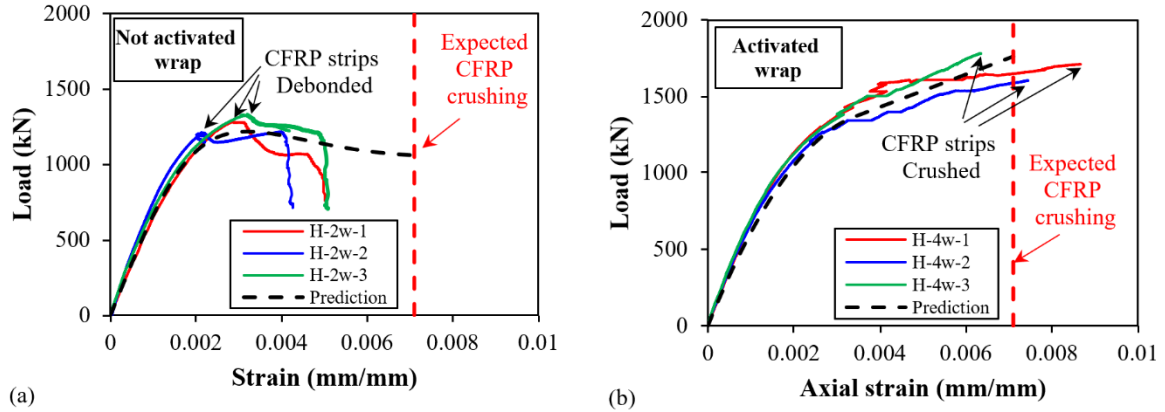 2000
1500
1000
500
0
Load (kN)
Not activated
wrap
CFRP strips
Debonded
Expected
CFRP
crushing
H-2w-1
H-2w-2
H-2w-3
Prediction
0 0.002 0.004 0.006 0.008 0.01
Strain (mm/mm)
(a)
2000
1500
1000
500
0
Load (kN)
Activated
wrap
CFRP strips
Crushed
Expected
CFRP
crushing
H-4w-1
H-4w-2
H-4w-3
Prediction
0 0.002 0.004 0.006 0.008 0.01
Axial strain (mm/mm)
(b)